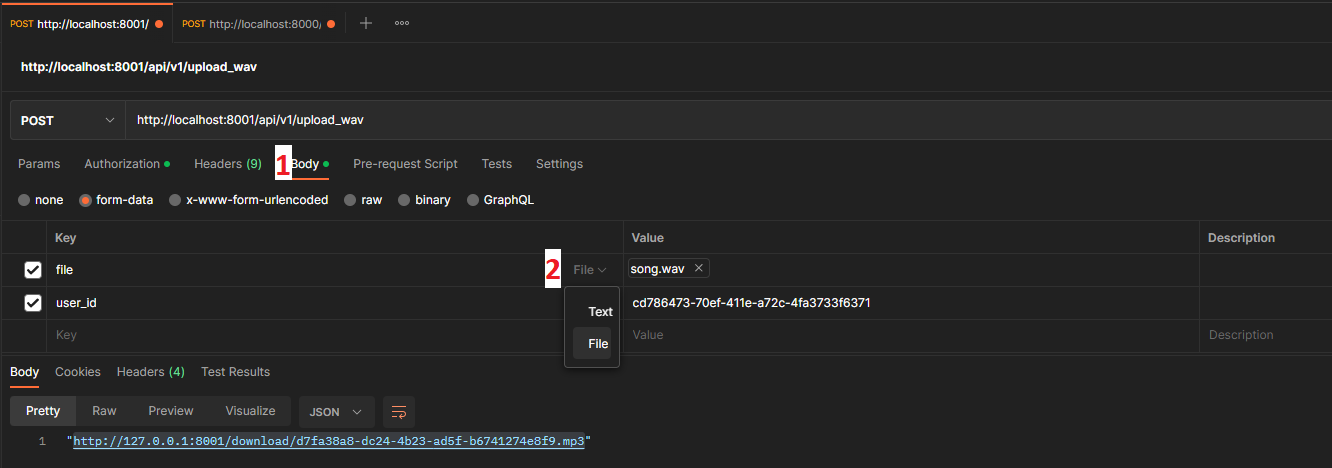 POST http://localhost:8001/ POST http://localhost:8000/
http://localhost:8001/api/v1/upload_wav
POST http://localhost:8001/api/v1/upload_wav
Params Authorization Headers (9) 1 Body Pre-request Script Tests Settings
none form-data x-www-form-urlencoded raw binary GraphQL
Key Value Description
file 2 File song.wav
user_id cd786473-70ef-411e-a72c-4fa3733f6371
Text
Key Value Description
File
Body Cookies Headers (4) Test Results
Pretty Raw Preview Visualize JSON
1 "http://127.0.0.1:8001/download/d7fa38a8-dc24-4b23-ad5f-b6741274e8f9.mp3"